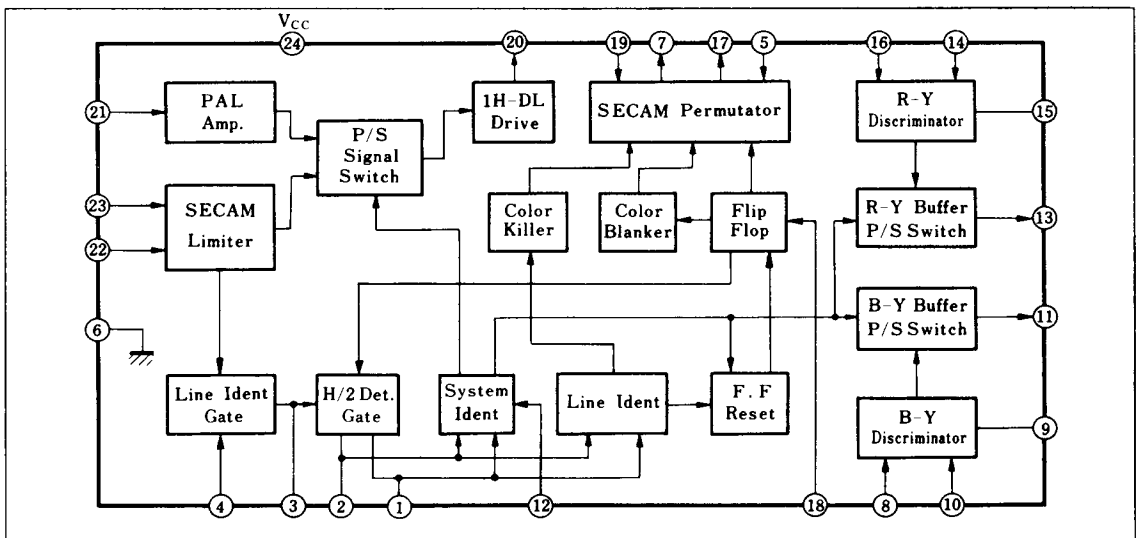 VCC
24
20
19
7
17
5
16
14
21
PAL
Amp.
1H-DL
Drive
SECAM Permutator
R-Y
Discriminator
15
P/S
Signal
Switch
23
22
SECAM
Limiter
Color
Killer
Color
Blanker
Flip
Flop
R-Y Buffer
P/S Switch
13
6
B-Y Buffer
P/S Switch
11
Line Ident
Gate
H/2 Det.
Gate
System
Ident
Line Ident
F.F
Reset
B-Y
Discriminator
9
4
3
2
1
12
18
8
10